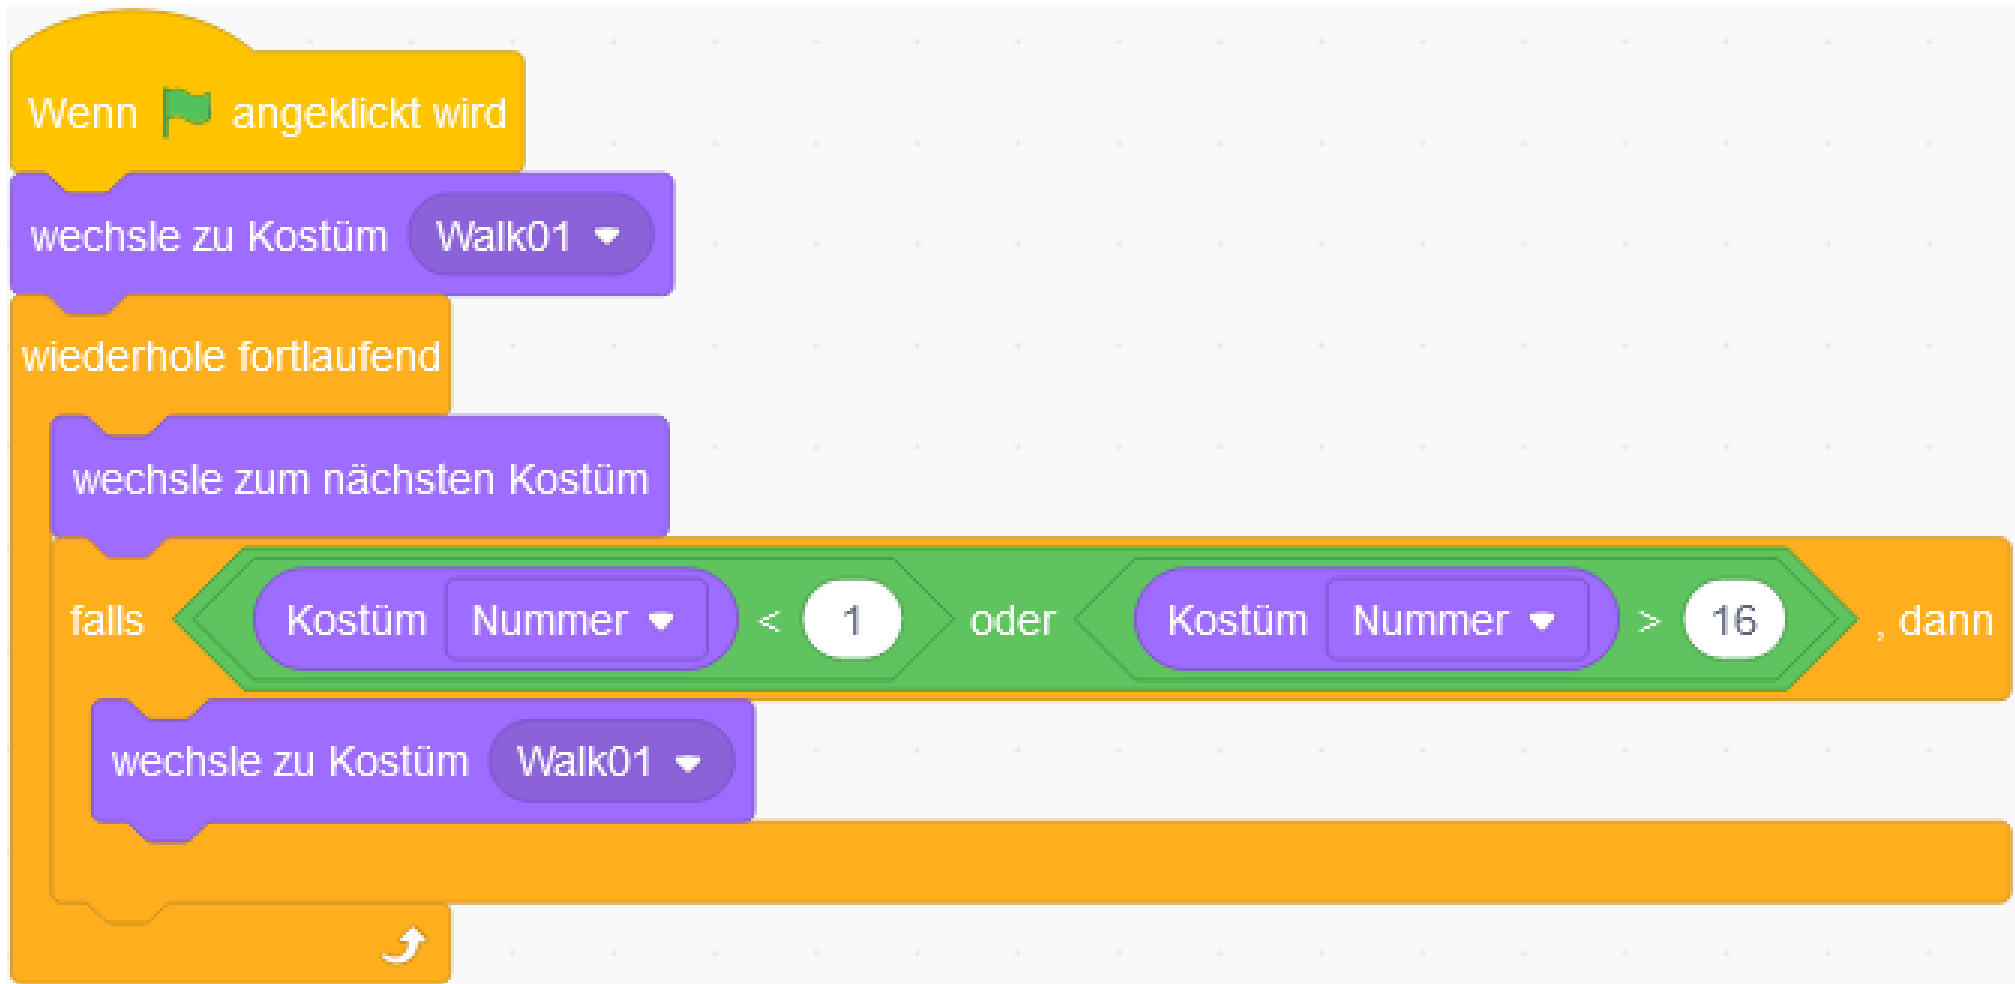 Wenn angeklickt wird
wechsle zu Kostüm Walk01
wiederhole fortlaufend
wechsle zum nächsten Kostüm
falls Kostüm Nummer < 1 oder Kostüm Nummer > 16 , dann
wechsle zu Kostüm Walk01